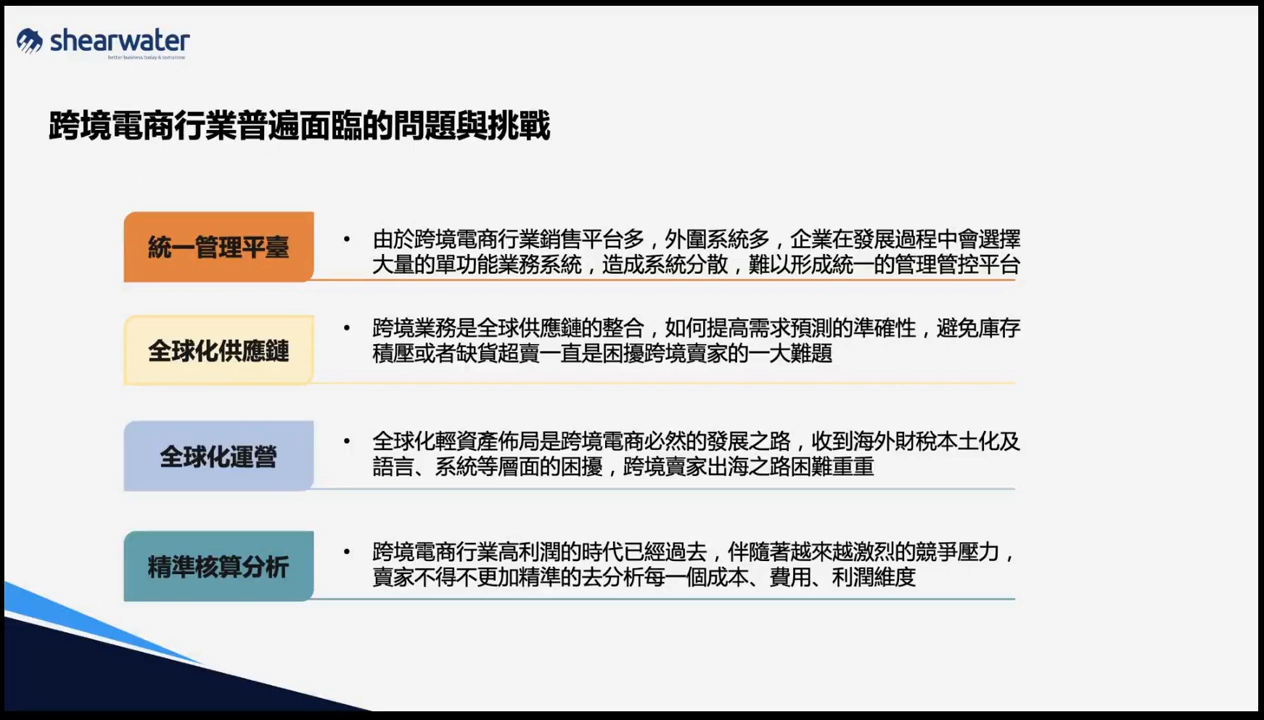 shearwater
better business today & tomorrow
跨境電商行業普遍面臨的問題與挑戰
統一管理平臺
• 由於跨境電商行業銷售平台多，外圍系統多，企業在發展過程中會選擇
大量的單功能業務系統，造成系統分散，難以形成統一的管理管控平台
全球化供應鏈
• 跨境業務是全球供應鏈的整合，如何提高需求預測的準確性，避免庫存
積壓或者缺貨超賣一直是困擾跨境賣家的一大難題
全球化運營
• 全球化輕資產佈局是跨境電商必然的發展之路，收到海外財稅本土化及
語言、系統等層面的困擾，跨境賣家出海之路困難重重
精準核算分析
• 跨境電商行業高利潤的時代已經過去，伴隨著越來越激烈的競爭壓力，
賣家不得不更加精準的去分析每一個成本、費用、利潤維度